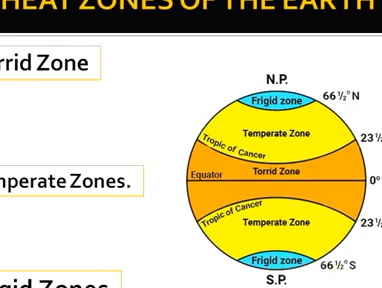 HEAT ZONES OF THE EARTH
rrid Zone
N.P.
66 ½° N
Frigid zone
Temperate Zone
23 ½
Tropic of Cancer
Torrid Zone
Equator
0°
mperate Zones.
Tropic of Cancer
Temperate Zone
23 ½
Frigid zone
66 ½° S
S.P.
gid Zones